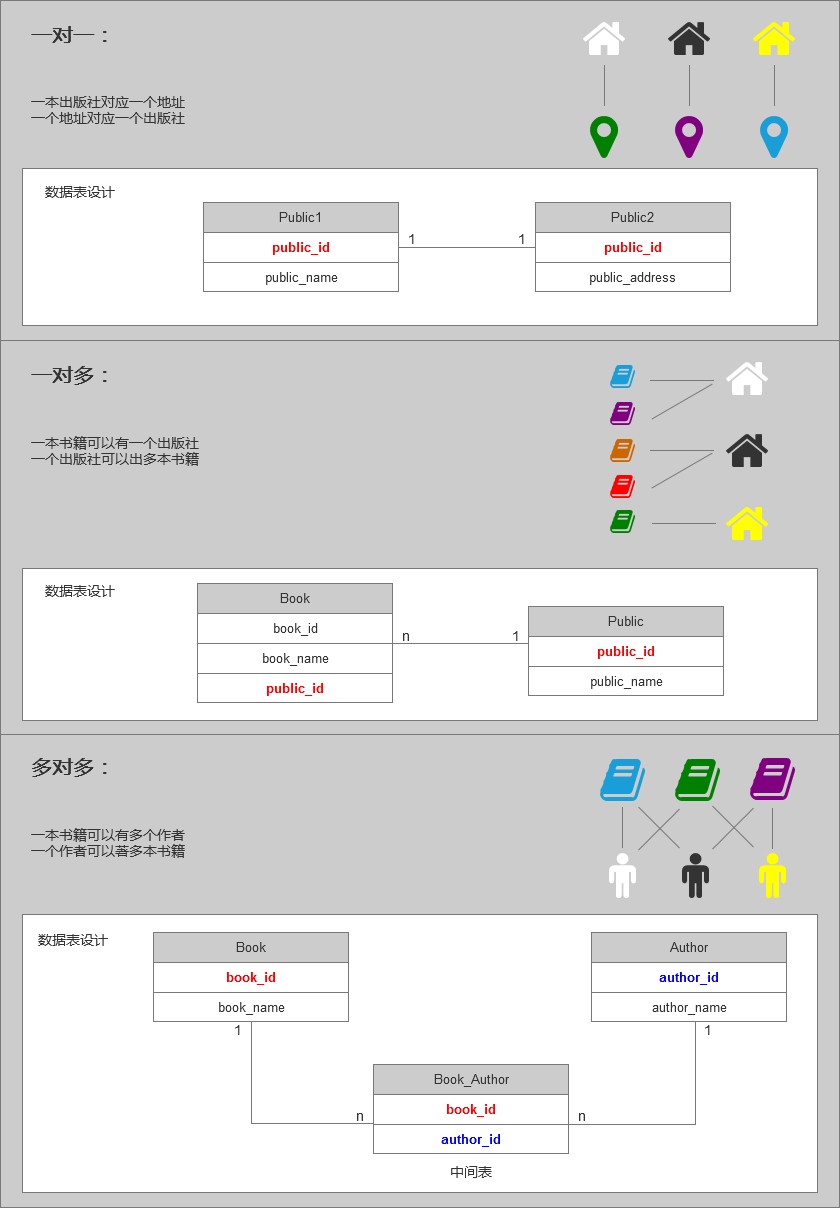 一对一：
一本出版社对应一个地址
一个地址对应一个出版社
数据表设计
Public1
public_id
public_name
1
1
Public2
public_id
public_address
一对多：
一本书籍可以有一个出版社
一个出版社可以出多本书籍
数据表设计
Book
book_id
book_name
public_id
n
1
Public
public_id
public_name
多对多：
一本书籍可以有多个作者
一个作者可以著多本书籍
数据表设计
Book
book_id
book_name
1
Author
author_id
author_name
1
Book_Author
book_id
author_id
n
n
中间表